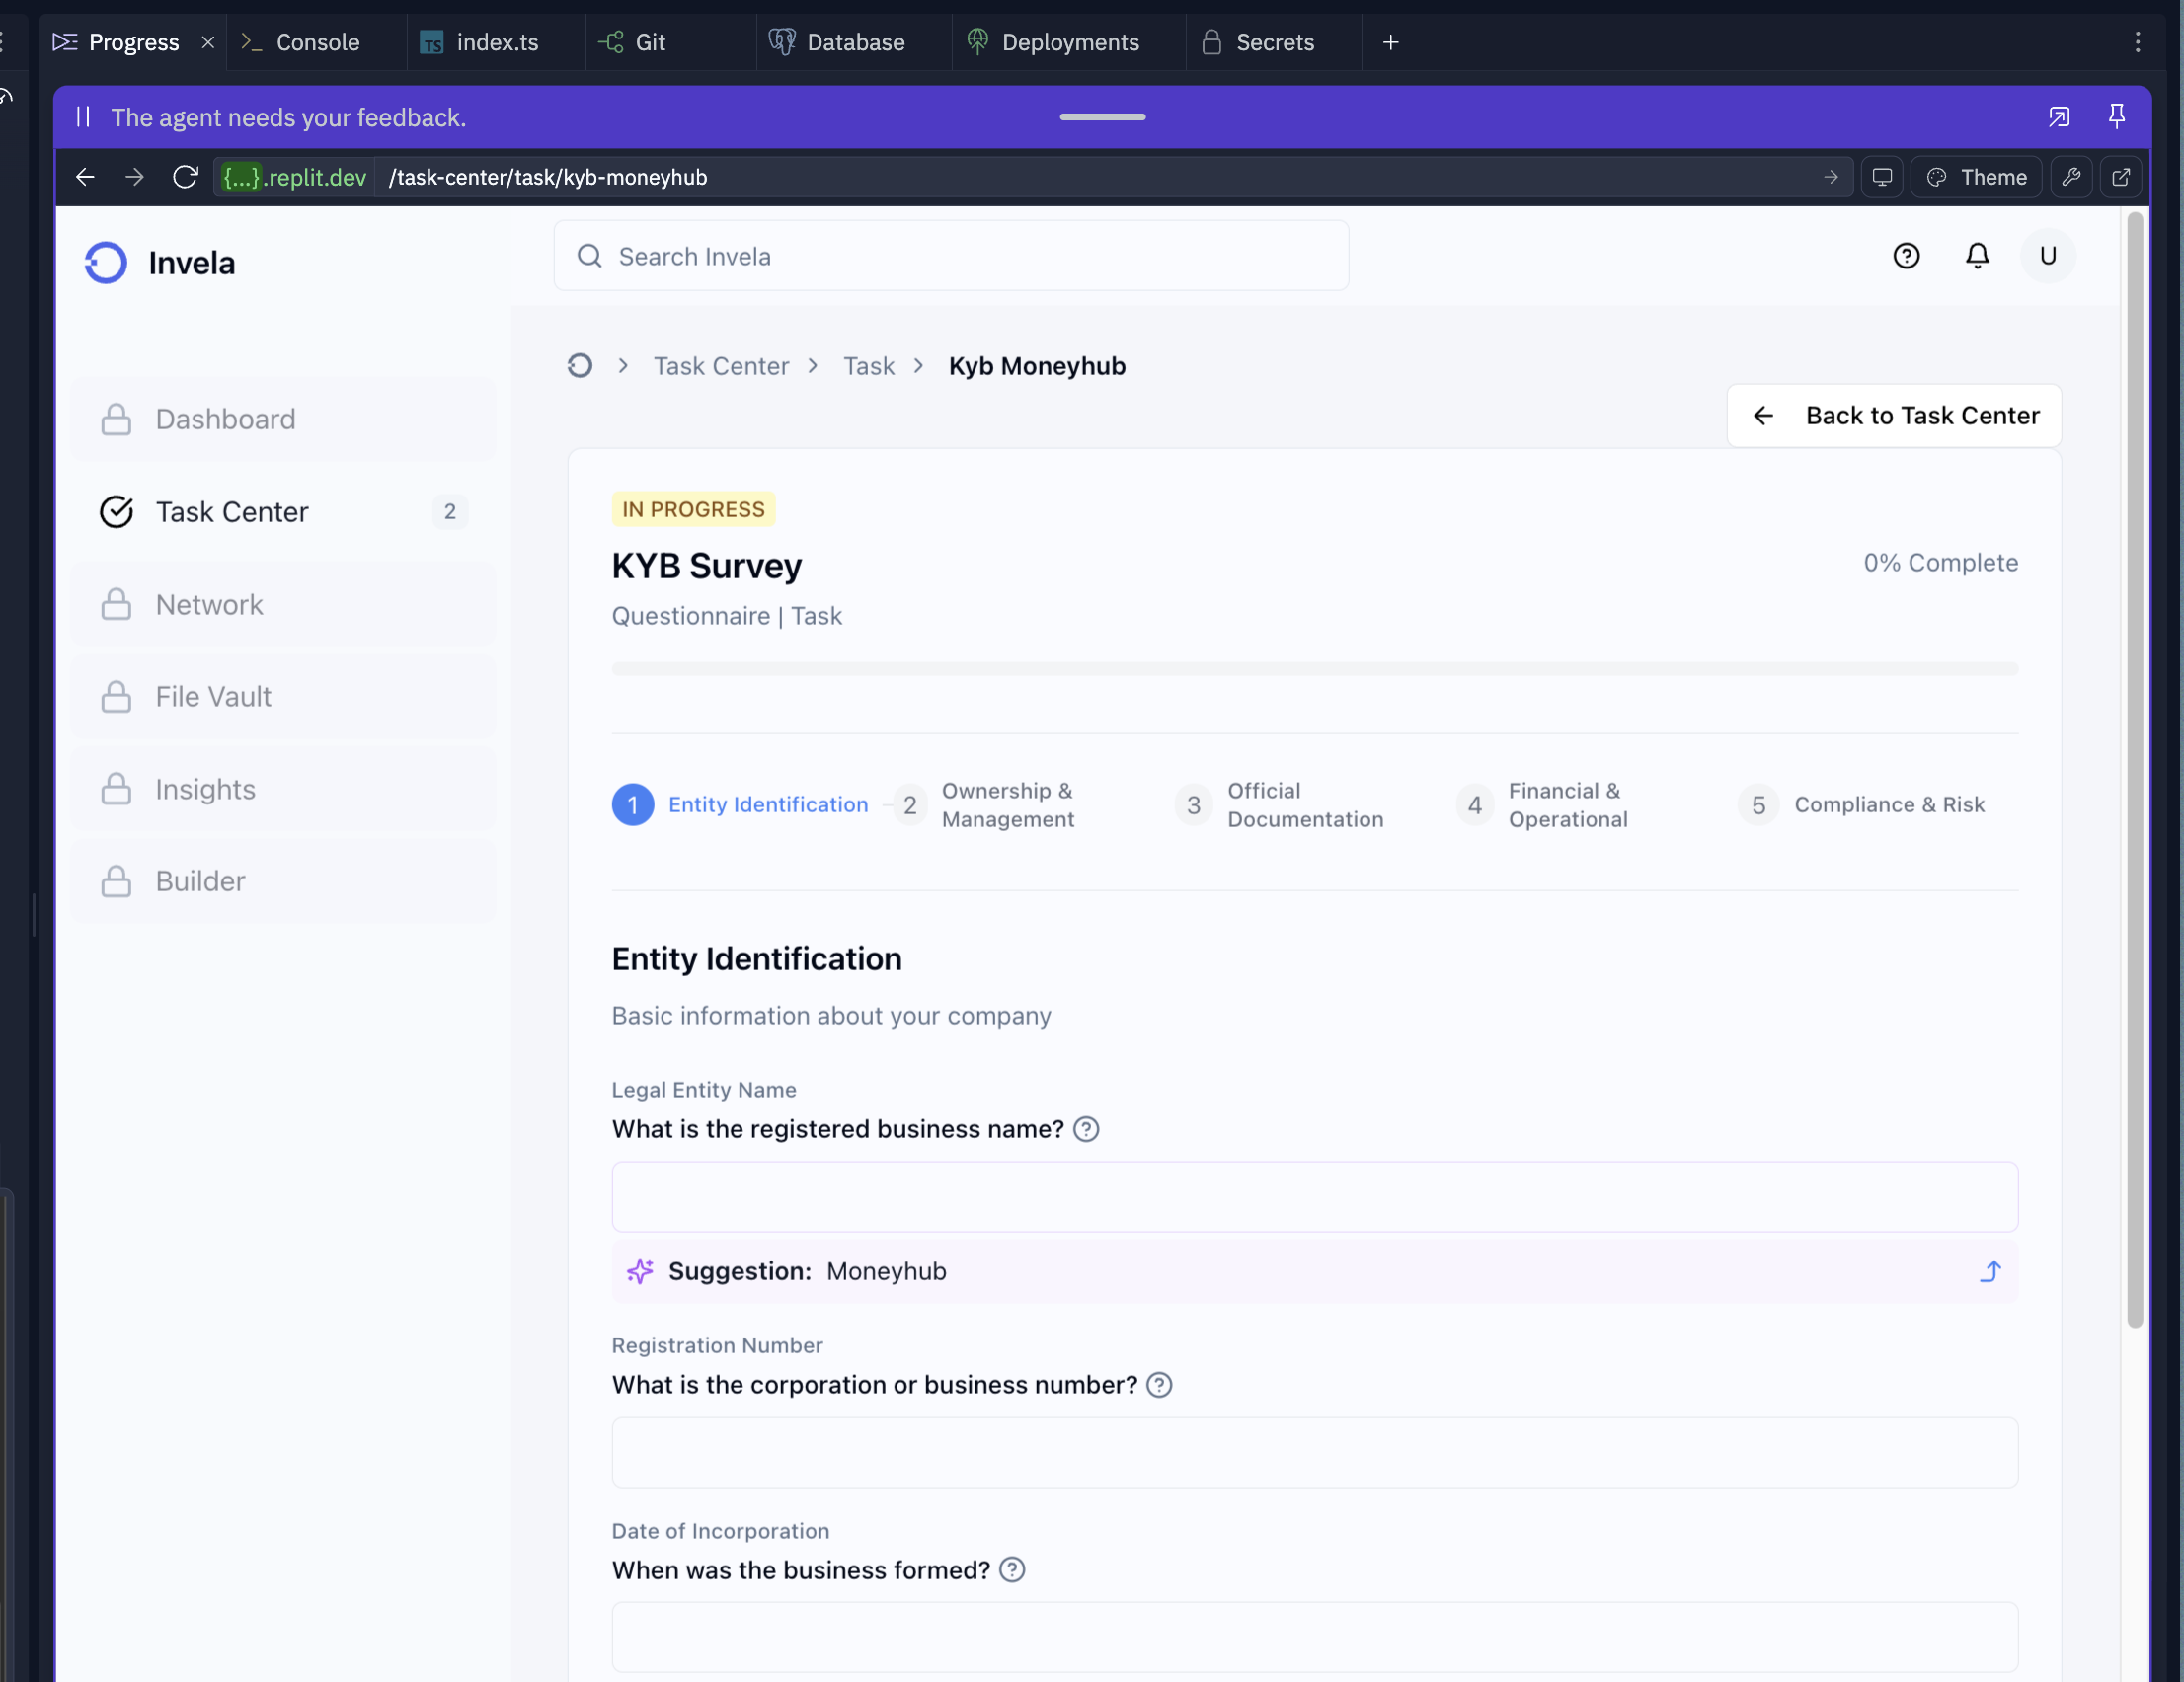 Progress
Console
TS index.ts
Git
Database
Deployments
Secrets
The agent needs your feedback.
{...}.replit.dev /task-center/task/kyb-moneyhub
Theme
Invela
Search Invela
U
Dashboard
Task Center 2
Network
File Vault
Insights
Builder
Task Center > Task > Kyb Moneyhub
Back to Task Center
IN PROGRESS
KYB Survey
0% Complete
Questionnaire | Task
1 Entity Identification
2 Ownership &
Management
3 Official
Documentation
4 Financial &
Operational
5 Compliance & Risk
Entity Identification
Basic information about your company
Legal Entity Name
What is the registered business name?
Suggestion: Moneyhub
Registration Number
What is the corporation or business number?
Date of Incorporation
When was the business formed?